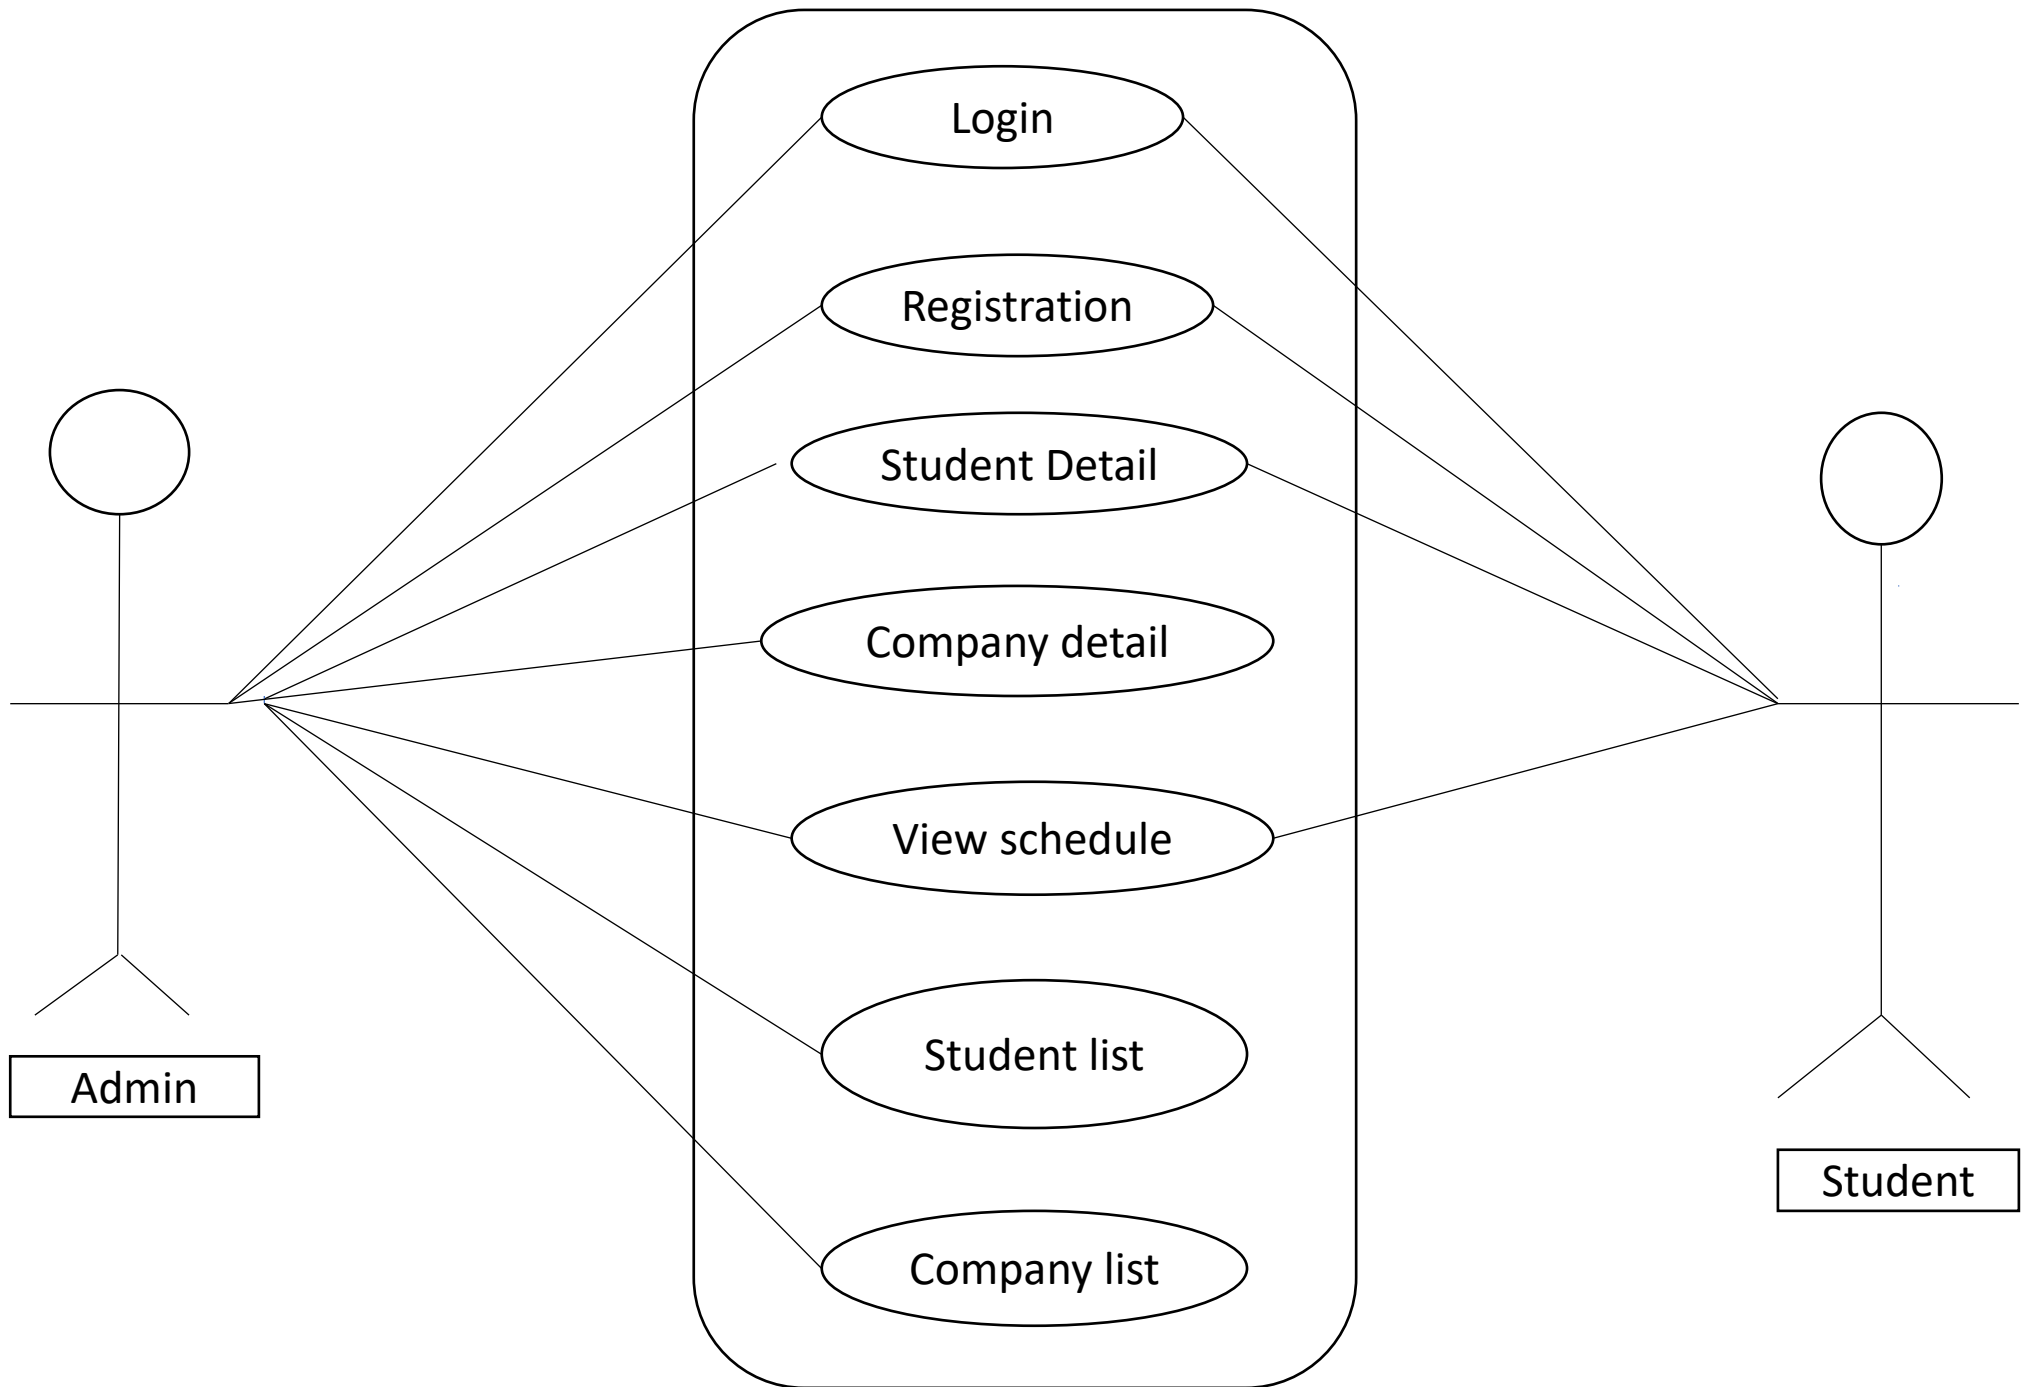 Login
Registration
Student Detail
Company detail
View schedule
Student list
Company list
Admin
Student